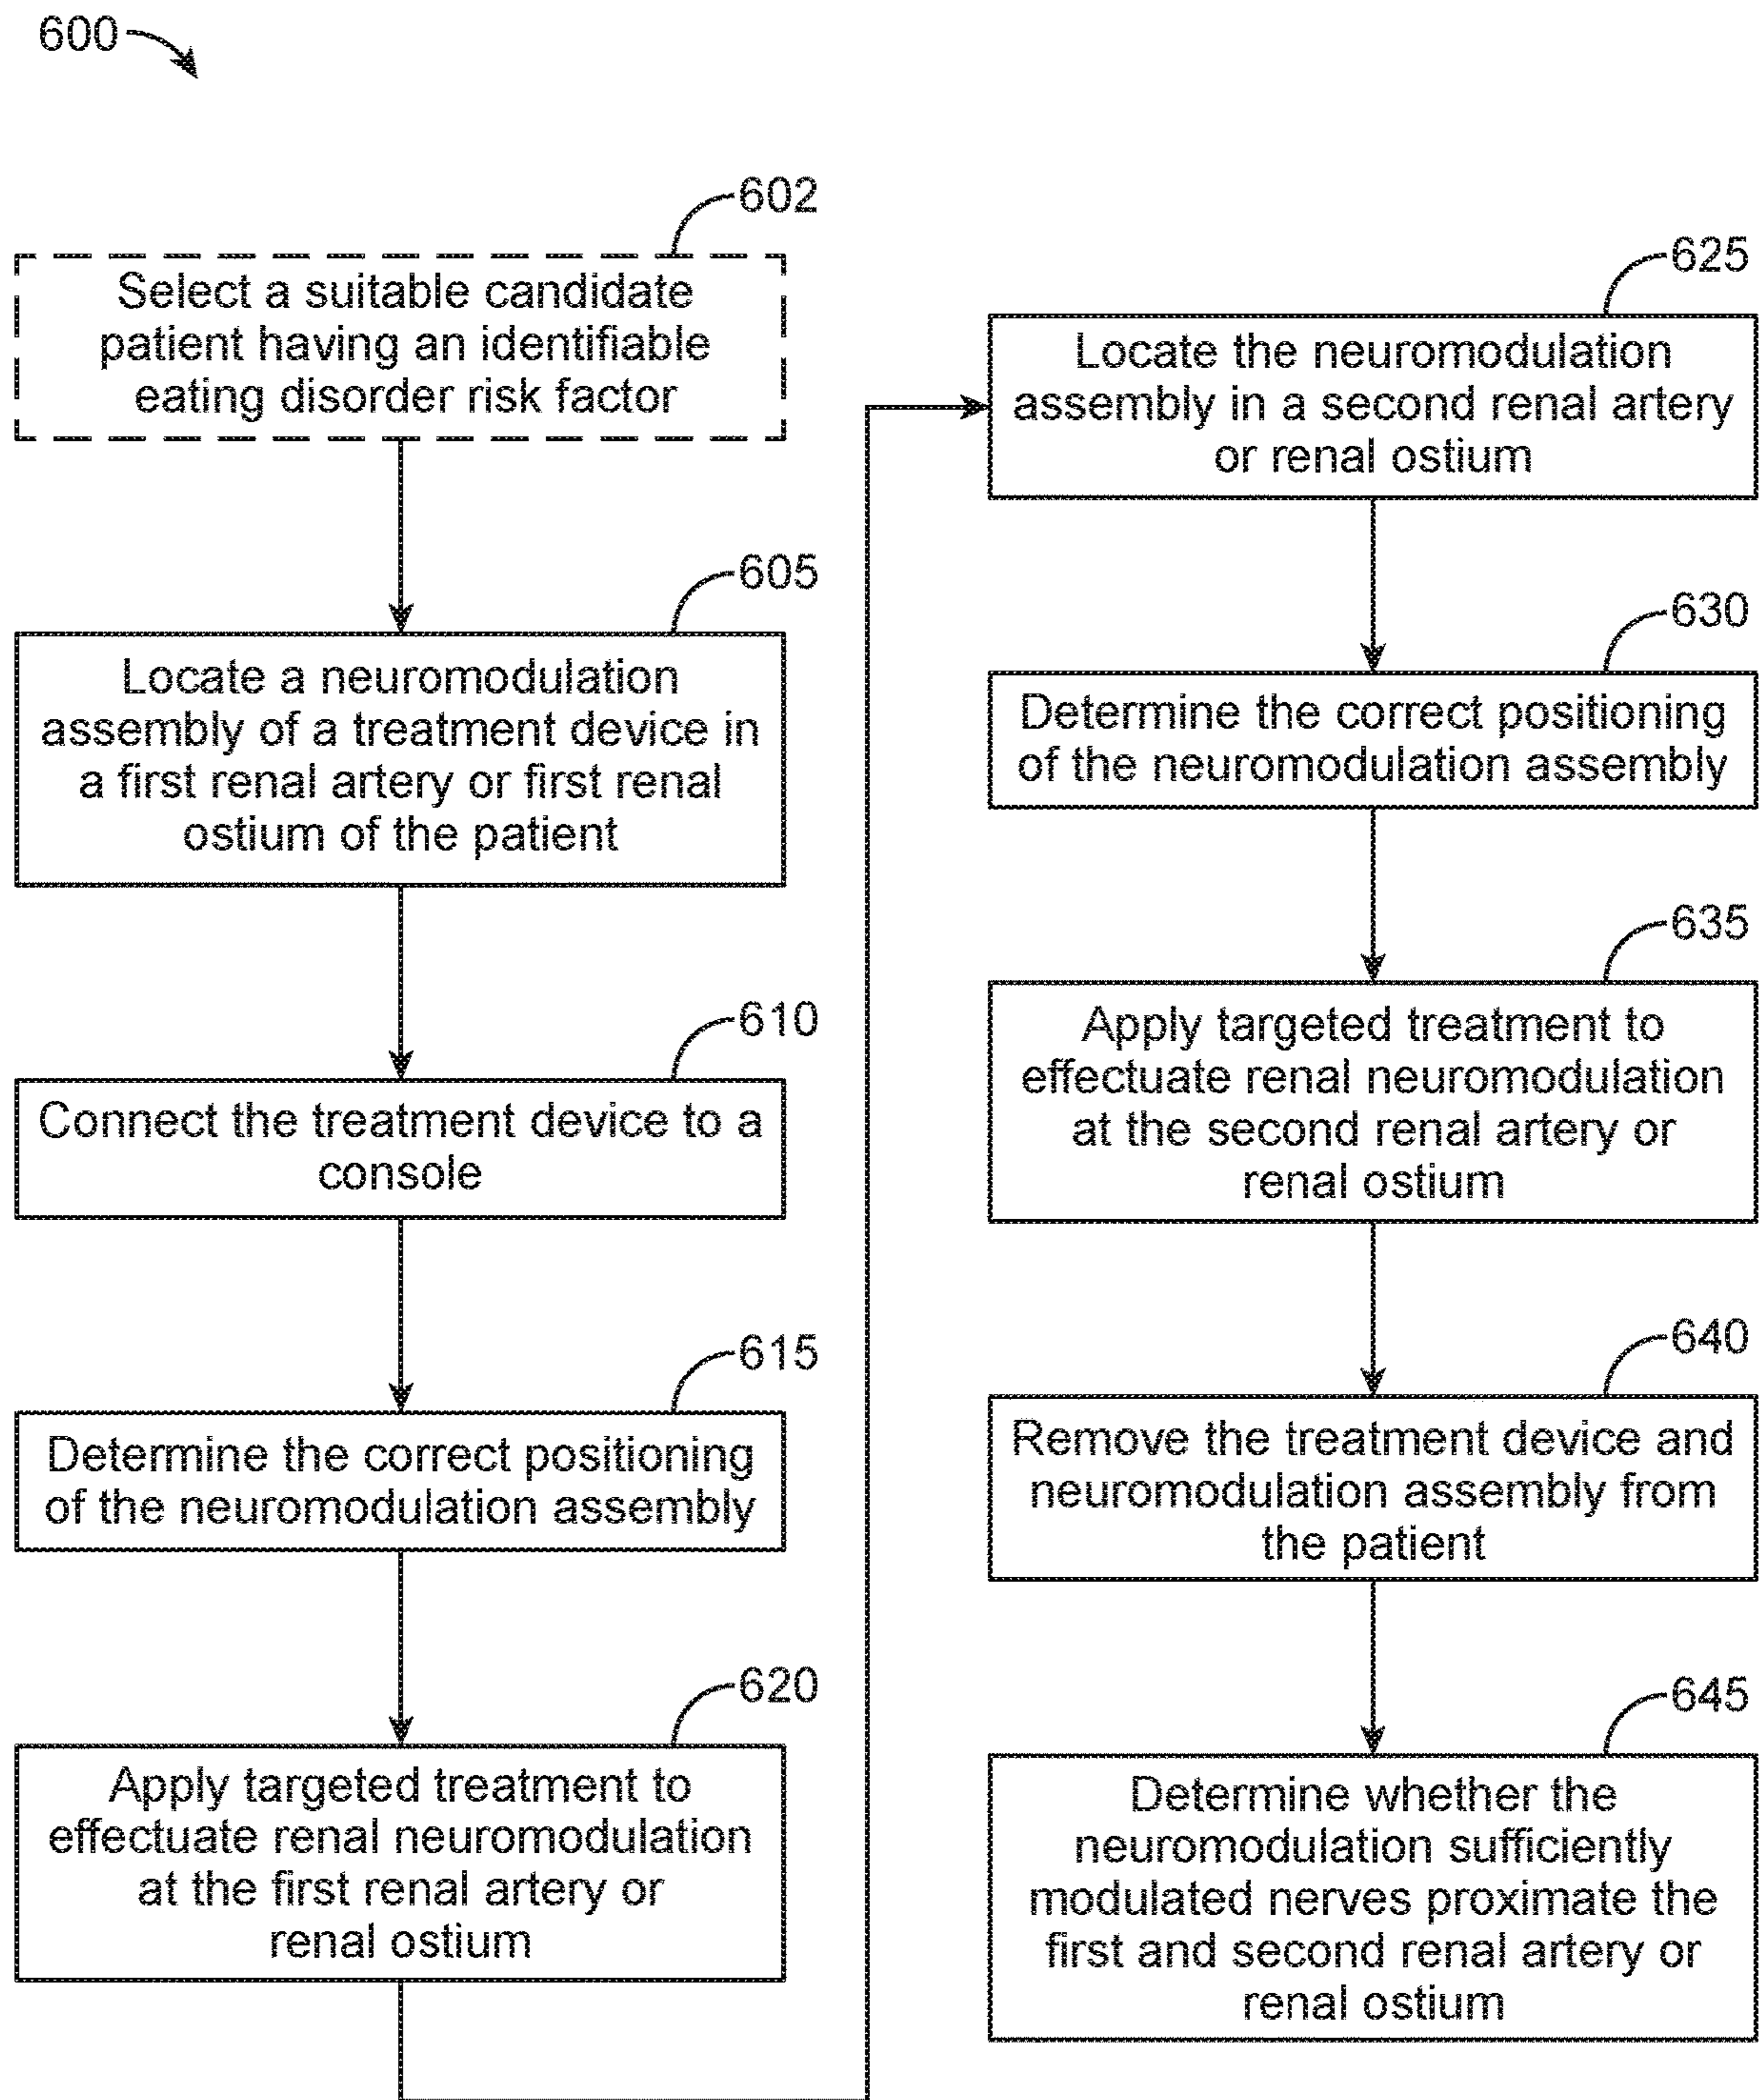 600
602
Select a suitable candidate
patient having an identifiable
eating disorder risk factor
605
Locate a neuromodulation
assembly of a treatment device in
a first renal artery or first renal
ostium of the patient
610
Connect the treatment device to a
console
615
Determine the correct positioning
of the neuromodulation assembly
620
Apply targeted treatment to
effectuate renal neuromodulation
at the first renal artery or
renal ostium
625
Locate the neuromodulation
assembly in a second renal artery
or renal ostium
630
Determine the correct positioning
of the neuromodulation assembly
635
Apply targeted treatment to
effectuate renal neuromodulation
at the second renal artery or
renal ostium
640
Remove the treatment device and
neuromodulation assembly from
the patient
645
Determine whether the
neuromodulation sufficiently
modulated nerves proximate the
first and second renal artery or
renal ostium